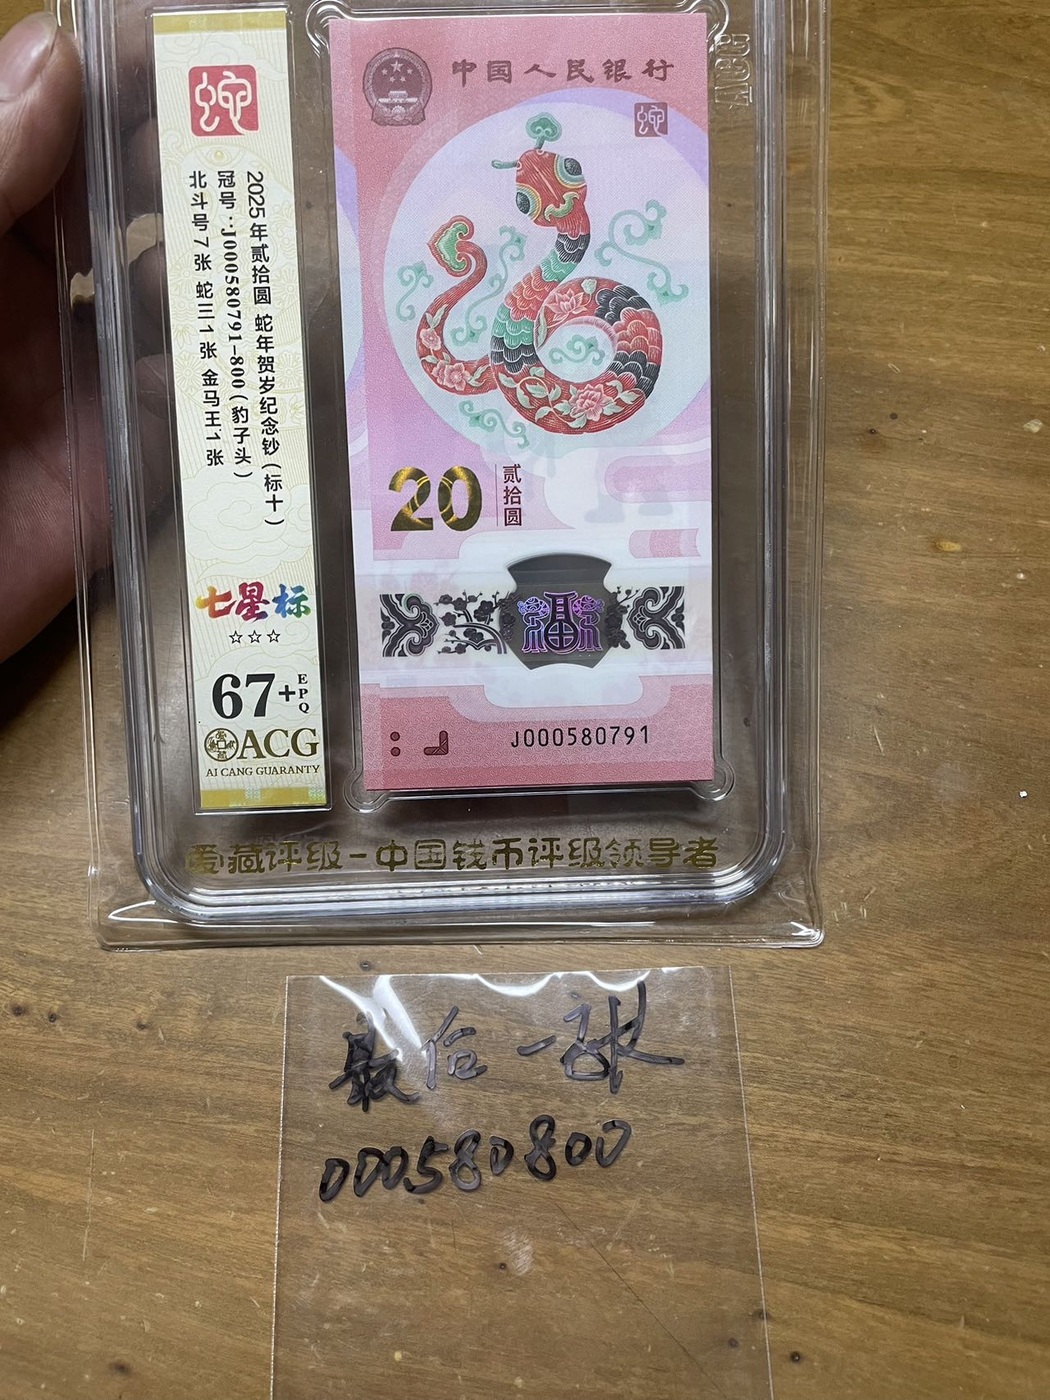 蛇
2025年贰拾圆 蛇年贺岁纪念钞(标十)
冠号:J000580791-800(豹子头)
北斗号7张 蛇三1张 金马王1张
七星标
☆☆☆
67+EPQ
ACG
AI CANG GUARANTY
中国人民银行
蛇
20 贰拾圆
福
J000580791
爱藏评级-中国钱币评级领导者
最后一张
000580800